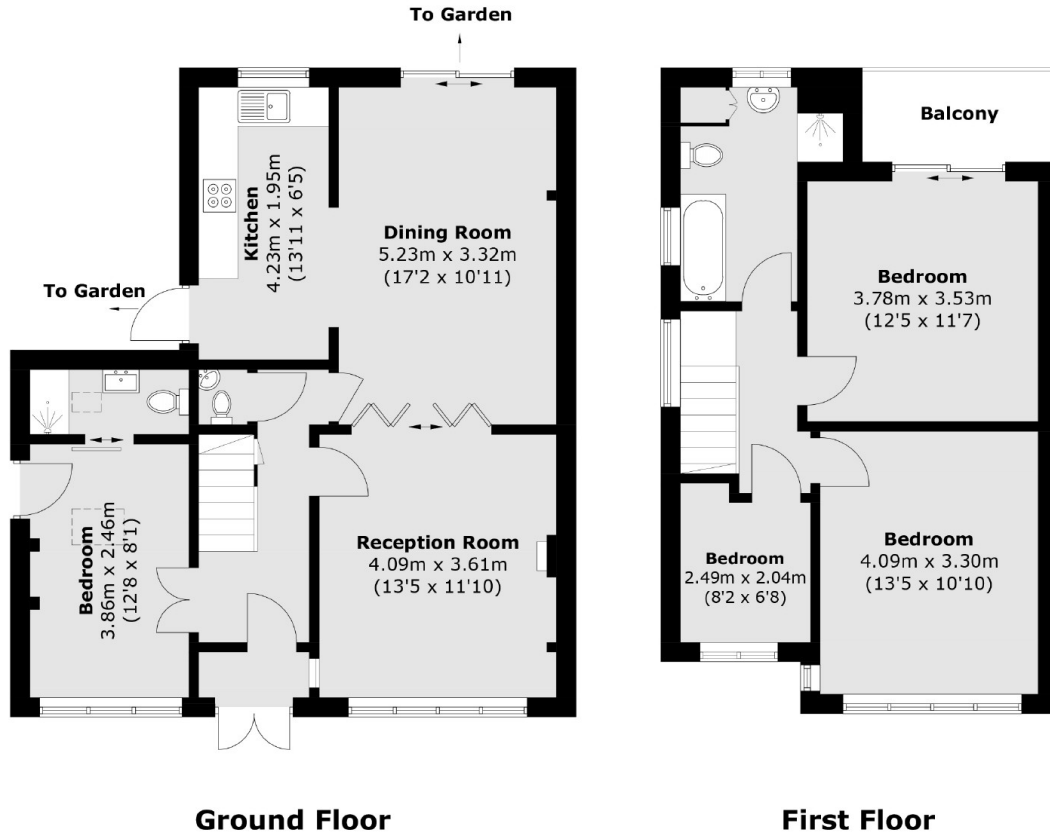 To Garden
Kitchen
4.23m x 1.95m
(13'11 x 6'5)
Dining Room
5.23m x 3.32m
(17'2 x 10'11)
To Garden
Bedroom
3.86m x 2.46m
(12'8 x 8'1)
Reception Room
4.09m x 3.61m
(13'5 x 11'10)
Ground Floor
Balcony
Bedroom
3.78m x 3.53m
(12'5 x 11'7)
Bedroom
2.49m x 2.04m
(8'2 x 6'8)
Bedroom
4.09m x 3.30m
(13'5 x 10'10)
First Floor